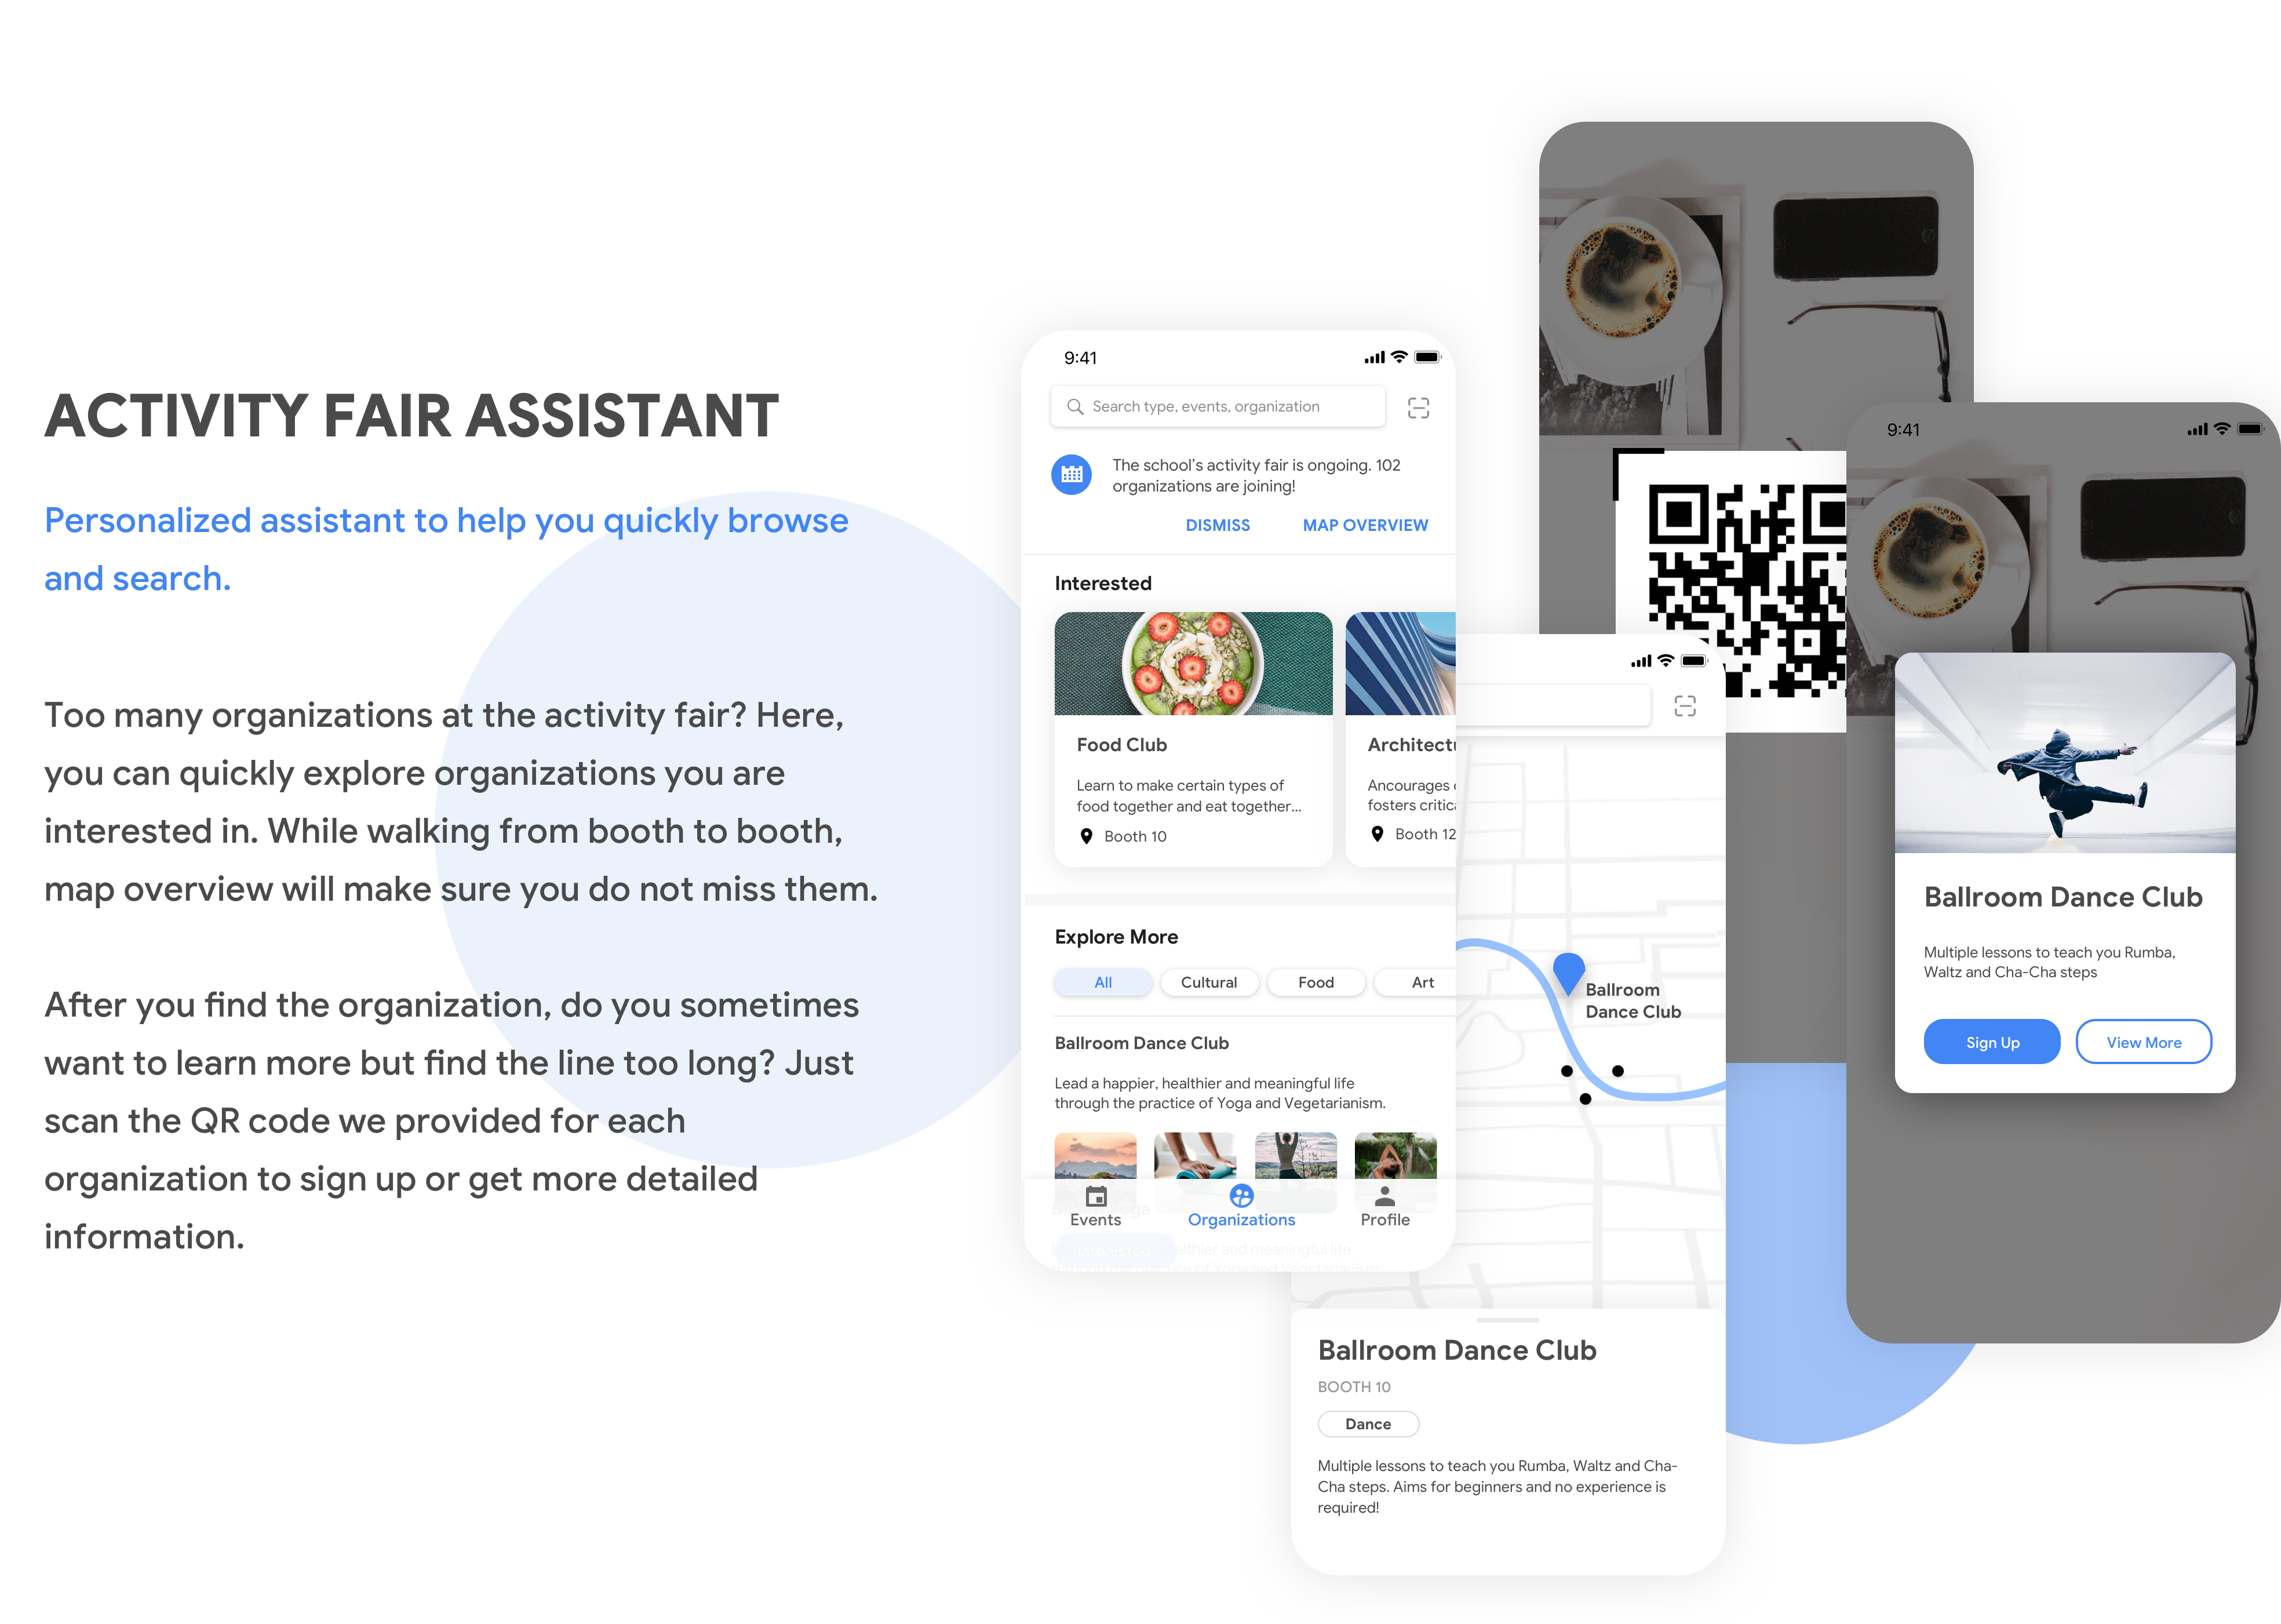 ACTIVITY FAIR ASSISTANT
Personalized assistant to help you quickly browse
and search.
Too many organizations at the activity fair? Here,
you can quickly explore organizations you are
interested in. While walking from booth to booth,
map overview will make sure you do not miss them.
After you find the organization, do you sometimes
want to learn more but find the line too long? Just
scan the QR code we provided for each
organization to sign up or get more detailed
information.
9:41
Search type, events, organization
The school's activity fair is ongoing. 102
organizations are joining!
DISMISS
MAP OVERVIEW
Interested
Food Club
Learn to make certain types of
food together and eat together...
Booth 10
Architectu
Ancourages
fosters critica
Booth 12
Explore More
All
Cultural
Food
Art
Ballroom Dance Club
Lead a happier, healthier and meaningful life
through the practice of Yoga and Vegetarianism.
Events
Organizations
Profile
althier and meaningful life
of Yoga and Vegetarianism.
Ballroom
Dance Club
Ballroom Dance Club
BOOTH 10
Dance
Multiple lessons to teach you Rumba, Waltz and Cha-
Cha steps. Aims for beginners and no experience is
required!
9:41
Ballroom Dance Club
Multiple lessons to teach you Rumba,
Waltz and Cha-Cha steps
Sign Up
View More